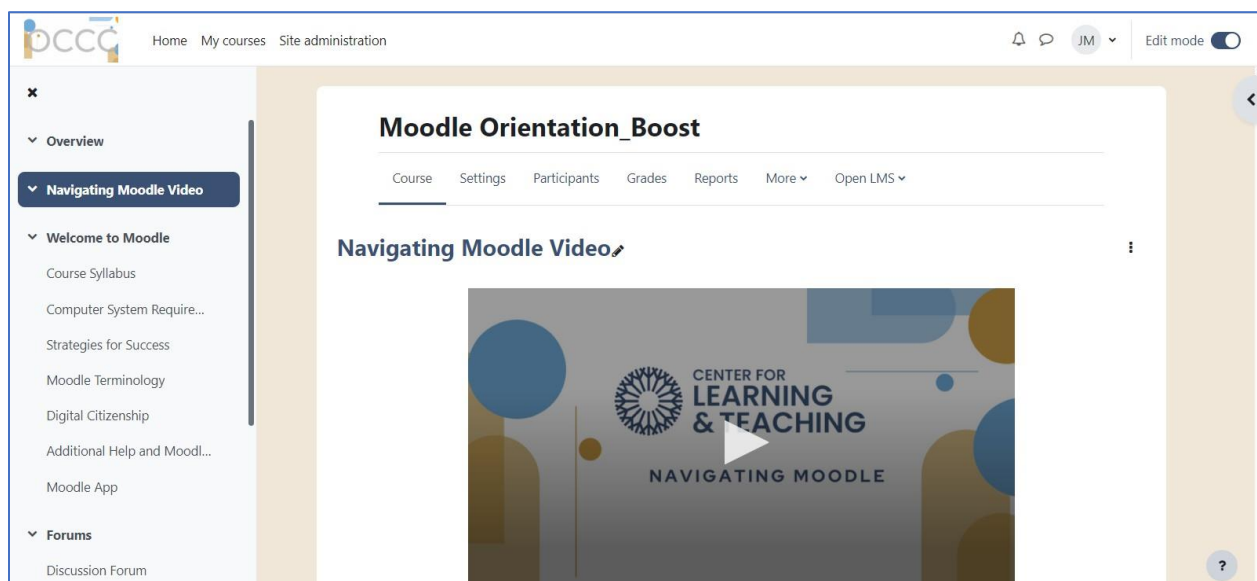 pccc
Home My courses Site administration
JM
Edit mode
Overview
Navigating Moodle Video
Welcome to Moodle
Course Syllabus
Computer System Require...
Strategies for Success
Moodle Terminology
Digital Citizenship
Additional Help and Moodl...
Moodle App
Forums
Discussion Forum
Moodle Orientation_Boost
Course Settings Participants Grades Reports More Open LMS
Navigating Moodle Video
CENTER FOR
LEARNING
& TEACHING
NAVIGATING MOODLE
?